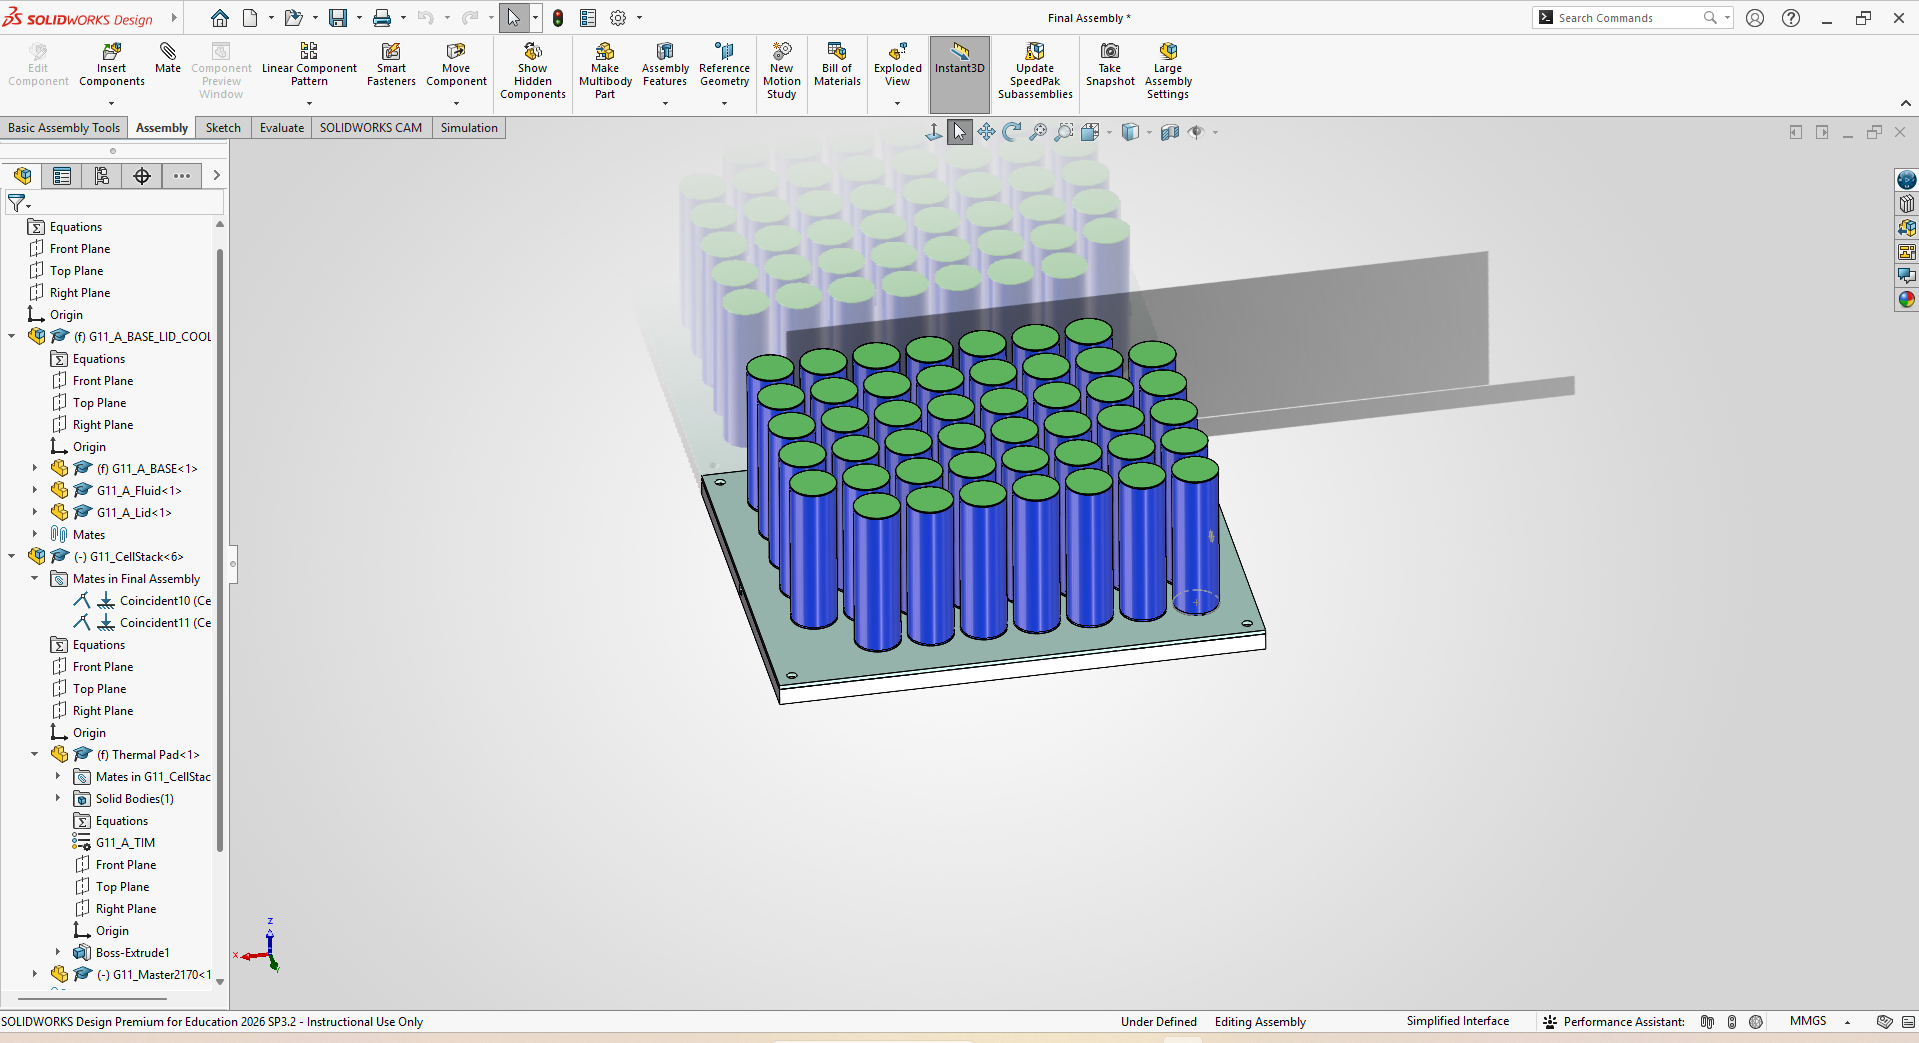 SOLIDWORKS Design
Final Assembly *
Search Commands
Edit Component
Insert Components
Mate
Component Preview Window
Linear Component Pattern
Smart Fasteners
Move Component
Show Hidden Components
Make Multibody Part
Assembly Features
Reference Geometry
New Motion Study
Bill of Materials
Exploded View
Instant3D
Update SpeedPak Subassemblies
Take Snapshot
Large Assembly Settings
Basic Assembly Tools
Assembly
Sketch
Evaluate
SOLIDWORKS CAM
Simulation
Equations
Front Plane
Top Plane
Right Plane
Origin
(f) G11_A_BASE_LID_COOL
Equations
Front Plane
Top Plane
Right Plane
Origin
(f) G11_A_BASE<1>
G11_A_Fluid<1>
G11_A_Lid<1>
Mates
(-) G11_CellStack<6>
Mates in Final Assembly
Coincident10 (Ce
Coincident11 (Ce
Equations
Front Plane
Top Plane
Right Plane
Origin
(f) Thermal Pad<1>
Mates in G11_CellStac
Solid Bodies(1)
Equations
G11_A_TIM
Front Plane
Top Plane
Right Plane
Origin
Boss-Extrude1
(-) G11_Master2170<1
z
x
SOLIDWORKS Design Premium for Education 2026 SP3.2 - Instructional Use Only
Under Defined
Editing Assembly
Simplified Interface
Performance Assistant:
MMGS